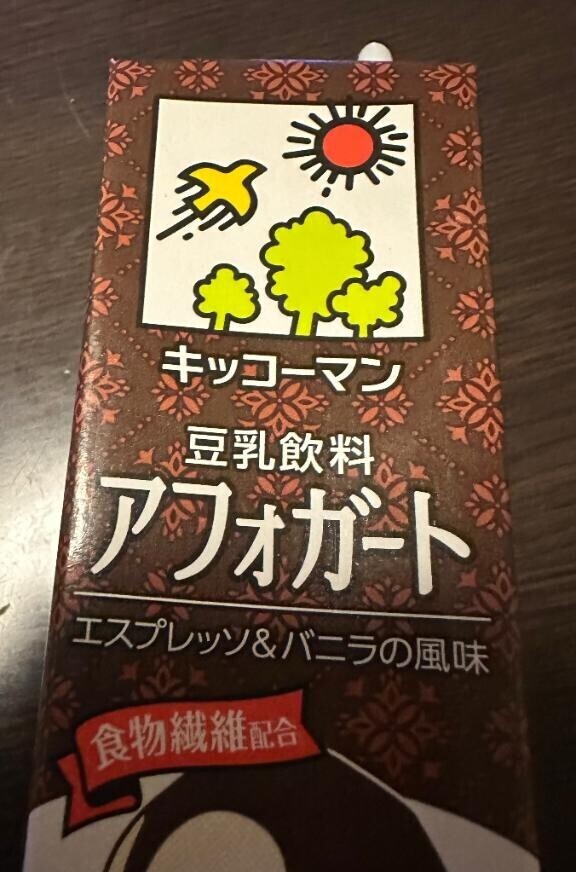 キッコーマン
豆乳飲料
アフォガート
エスプレッソ&バニラの風味
食物繊維配合